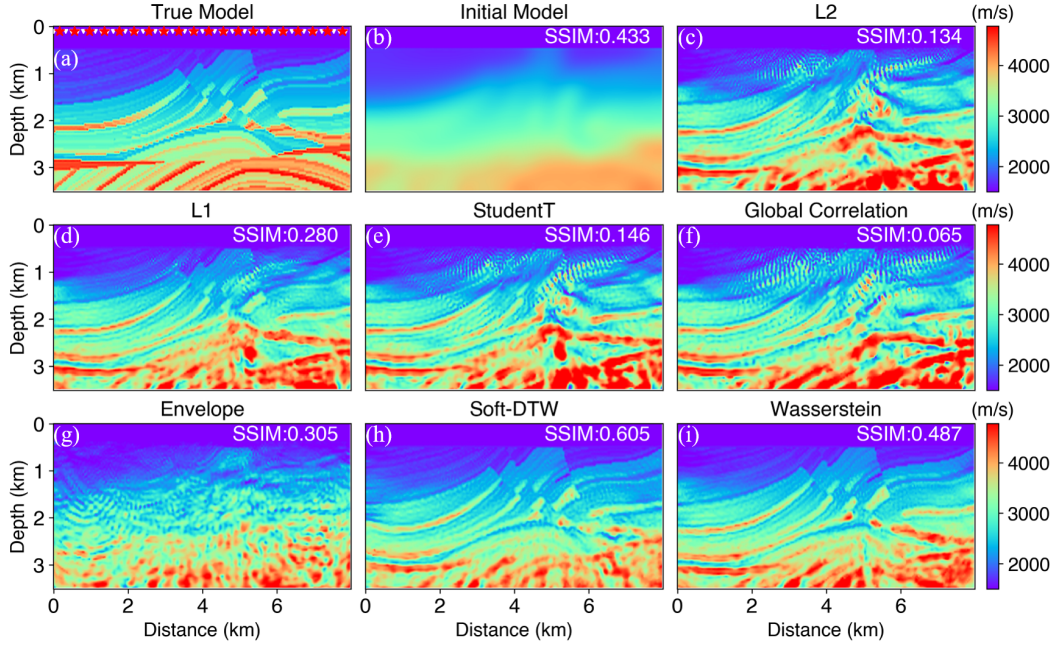 True Model
Initial Model
L2
(m/s)
0
1
2
3
Depth (km)
(a)
(b)
SSIM:0.433
(c)
SSIM:0.134
4000
3000
2000
L1
StudentT
Global Correlation
(m/s)
0
1
2
3
Depth (km)
(d)
SSIM:0.280
(e)
SSIM:0.146
(f)
SSIM:0.065
4000
3000
2000
Envelope
Soft-DTW
Wasserstein
(m/s)
0
1
2
3
Depth (km)
(g)
SSIM:0.305
(h)
SSIM:0.605
(i)
SSIM:0.487
4000
3000
2000
0 2 4 6
0 2 4 6
0 2 4 6
Distance (km)
Distance (km)
Distance (km)